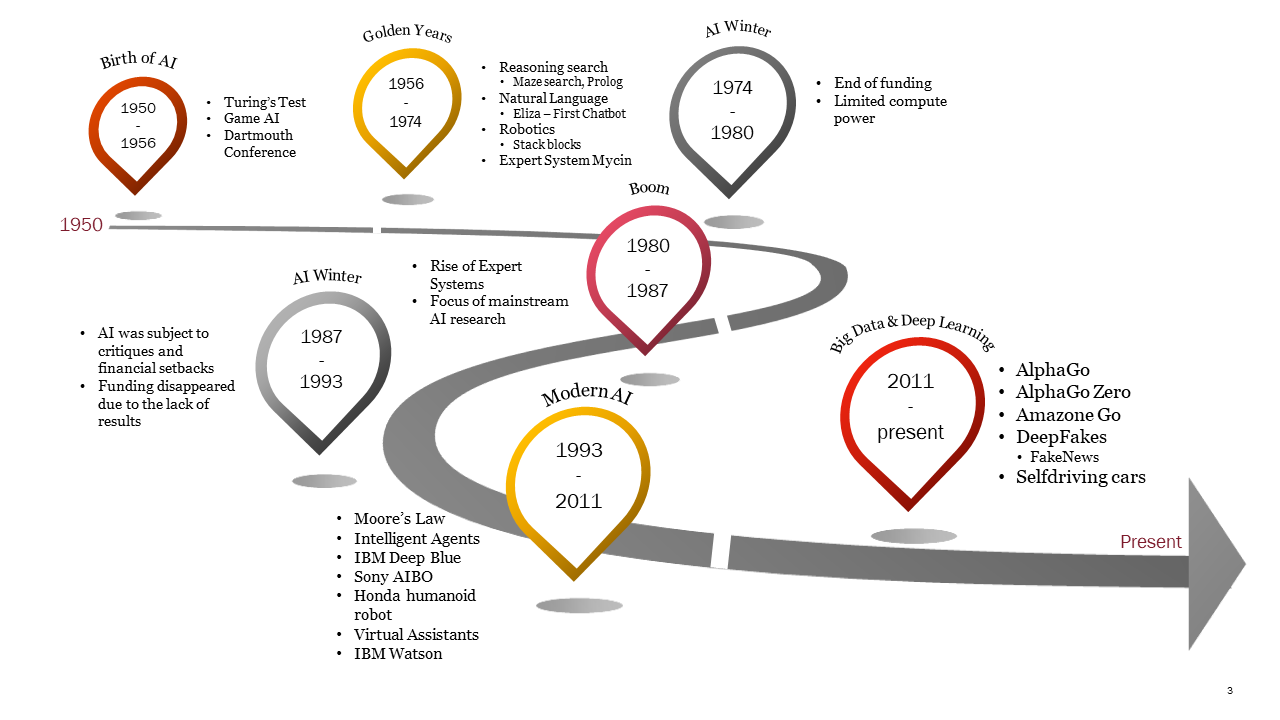 Birth of AI
1950
-
1956
• Turing's Test
• Game AI
• Dartmouth
Conference
Golden Years
1956
-
1974
• Reasoning search
• Maze search, Prolog
• Natural Language
• Eliza – First Chatbot
• Robotics
• Stack blocks
• Expert System Mycin
AI Winter
1974
-
1980
• End of funding
• Limited compute
power
1950
Boom
1980
-
1987
• Rise of Expert
Systems
• Focus of mainstream
AI research
AI Winter
1987
-
1993
• AI was subject to
critiques and
financial setbacks
• Funding disappeared
due to the lack of
results
Modern AI
1993
-
2011
• Moore's Law
• Intelligent Agents
• IBM Deep Blue
• Sony AIBO
• Honda humanoid
robot
• Virtual Assistants
• IBM Watson
Big Data & Deep Learning
2011
-
present
• AlphaGo
• AlphaGo Zero
• Amazone Go
• DeepFakes
• FakeNews
• Selfdriving cars
Present
3